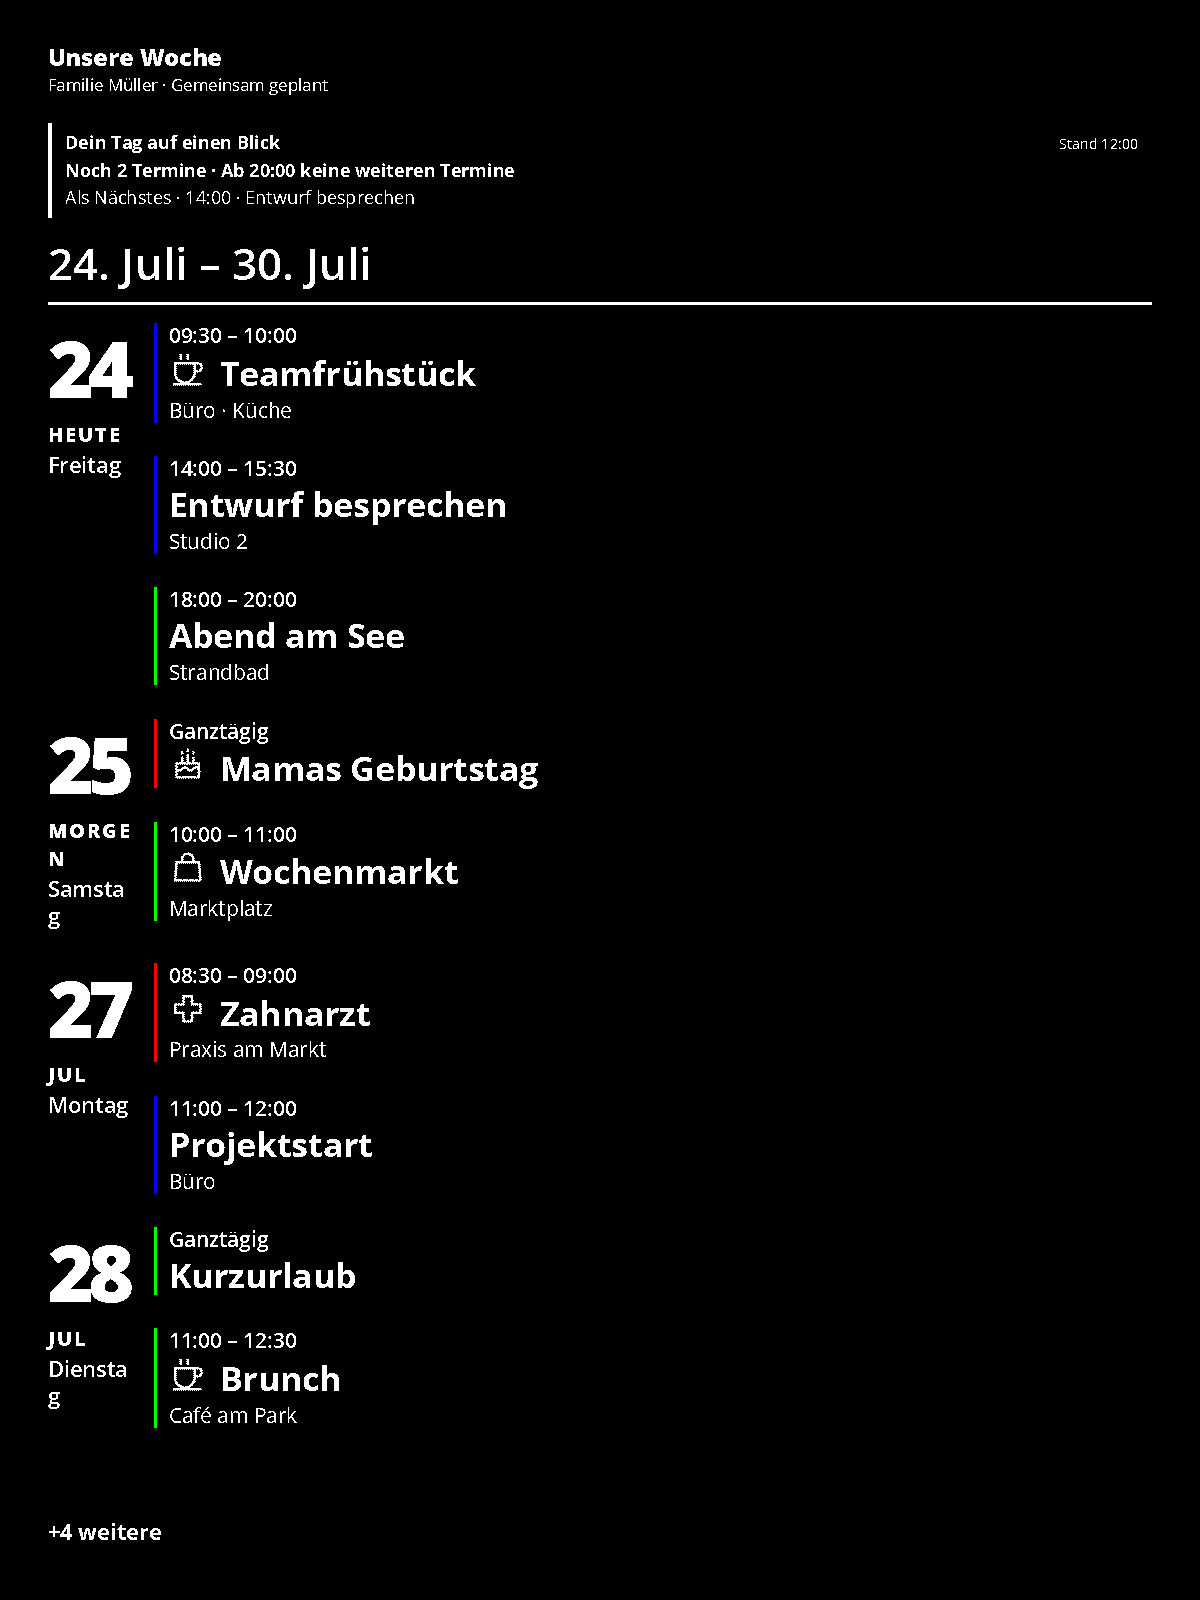 Unsere Woche
Familie Müller · Gemeinsam geplant
Dein Tag auf einen Blick
Stand 12:00
Noch 2 Termine · Ab 20:00 keine weiteren Termine
Als Nächstes · 14:00 · Entwurf besprechen
24. Juli – 30. Juli
24
HEUTE
Freitag
09:30 – 10:00
Teamfrühstück
Büro · Küche
14:00 – 15:30
Entwurf besprechen
Studio 2
18:00 – 20:00
Abend am See
Strandbad
25
MORGE
N
Samsta
g
Ganztägig
Mamas Geburtstag
10:00 – 11:00
Wochenmarkt
Marktplatz
27
JUL
Montag
08:30 – 09:00
Zahnarzt
Praxis am Markt
11:00 – 12:00
Projektstart
Büro
28
JUL
Diensta
g
Ganztägig
Kurzurlaub
11:00 – 12:30
Brunch
Café am Park
+4 weitere